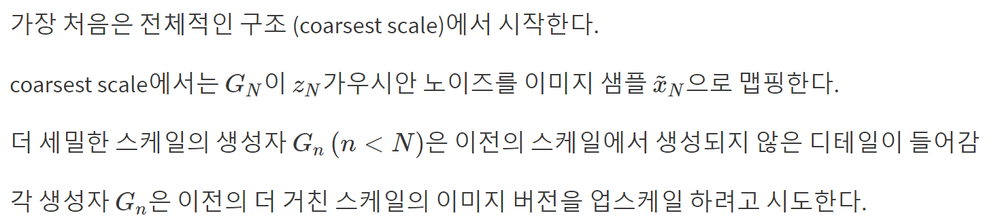 가장 처음은 전체적인 구조 (coarsest scale)에서 시작한다.
coarsest scale에서는 $G_N$이 $z_N$가우시안 노이즈를 이미지 샘플 $\tilde{x}_N$으로 맵핑한다.
더 세밀한 스케일의 생성자 $G_n$ $(n < N)$은 이전의 스케일에서 생성되지 않은 디테일이 들어감
각 생성자 $G_n$은 이전의 더 거친 스케일의 이미지 버전을 업스케일 하려고 시도한다.